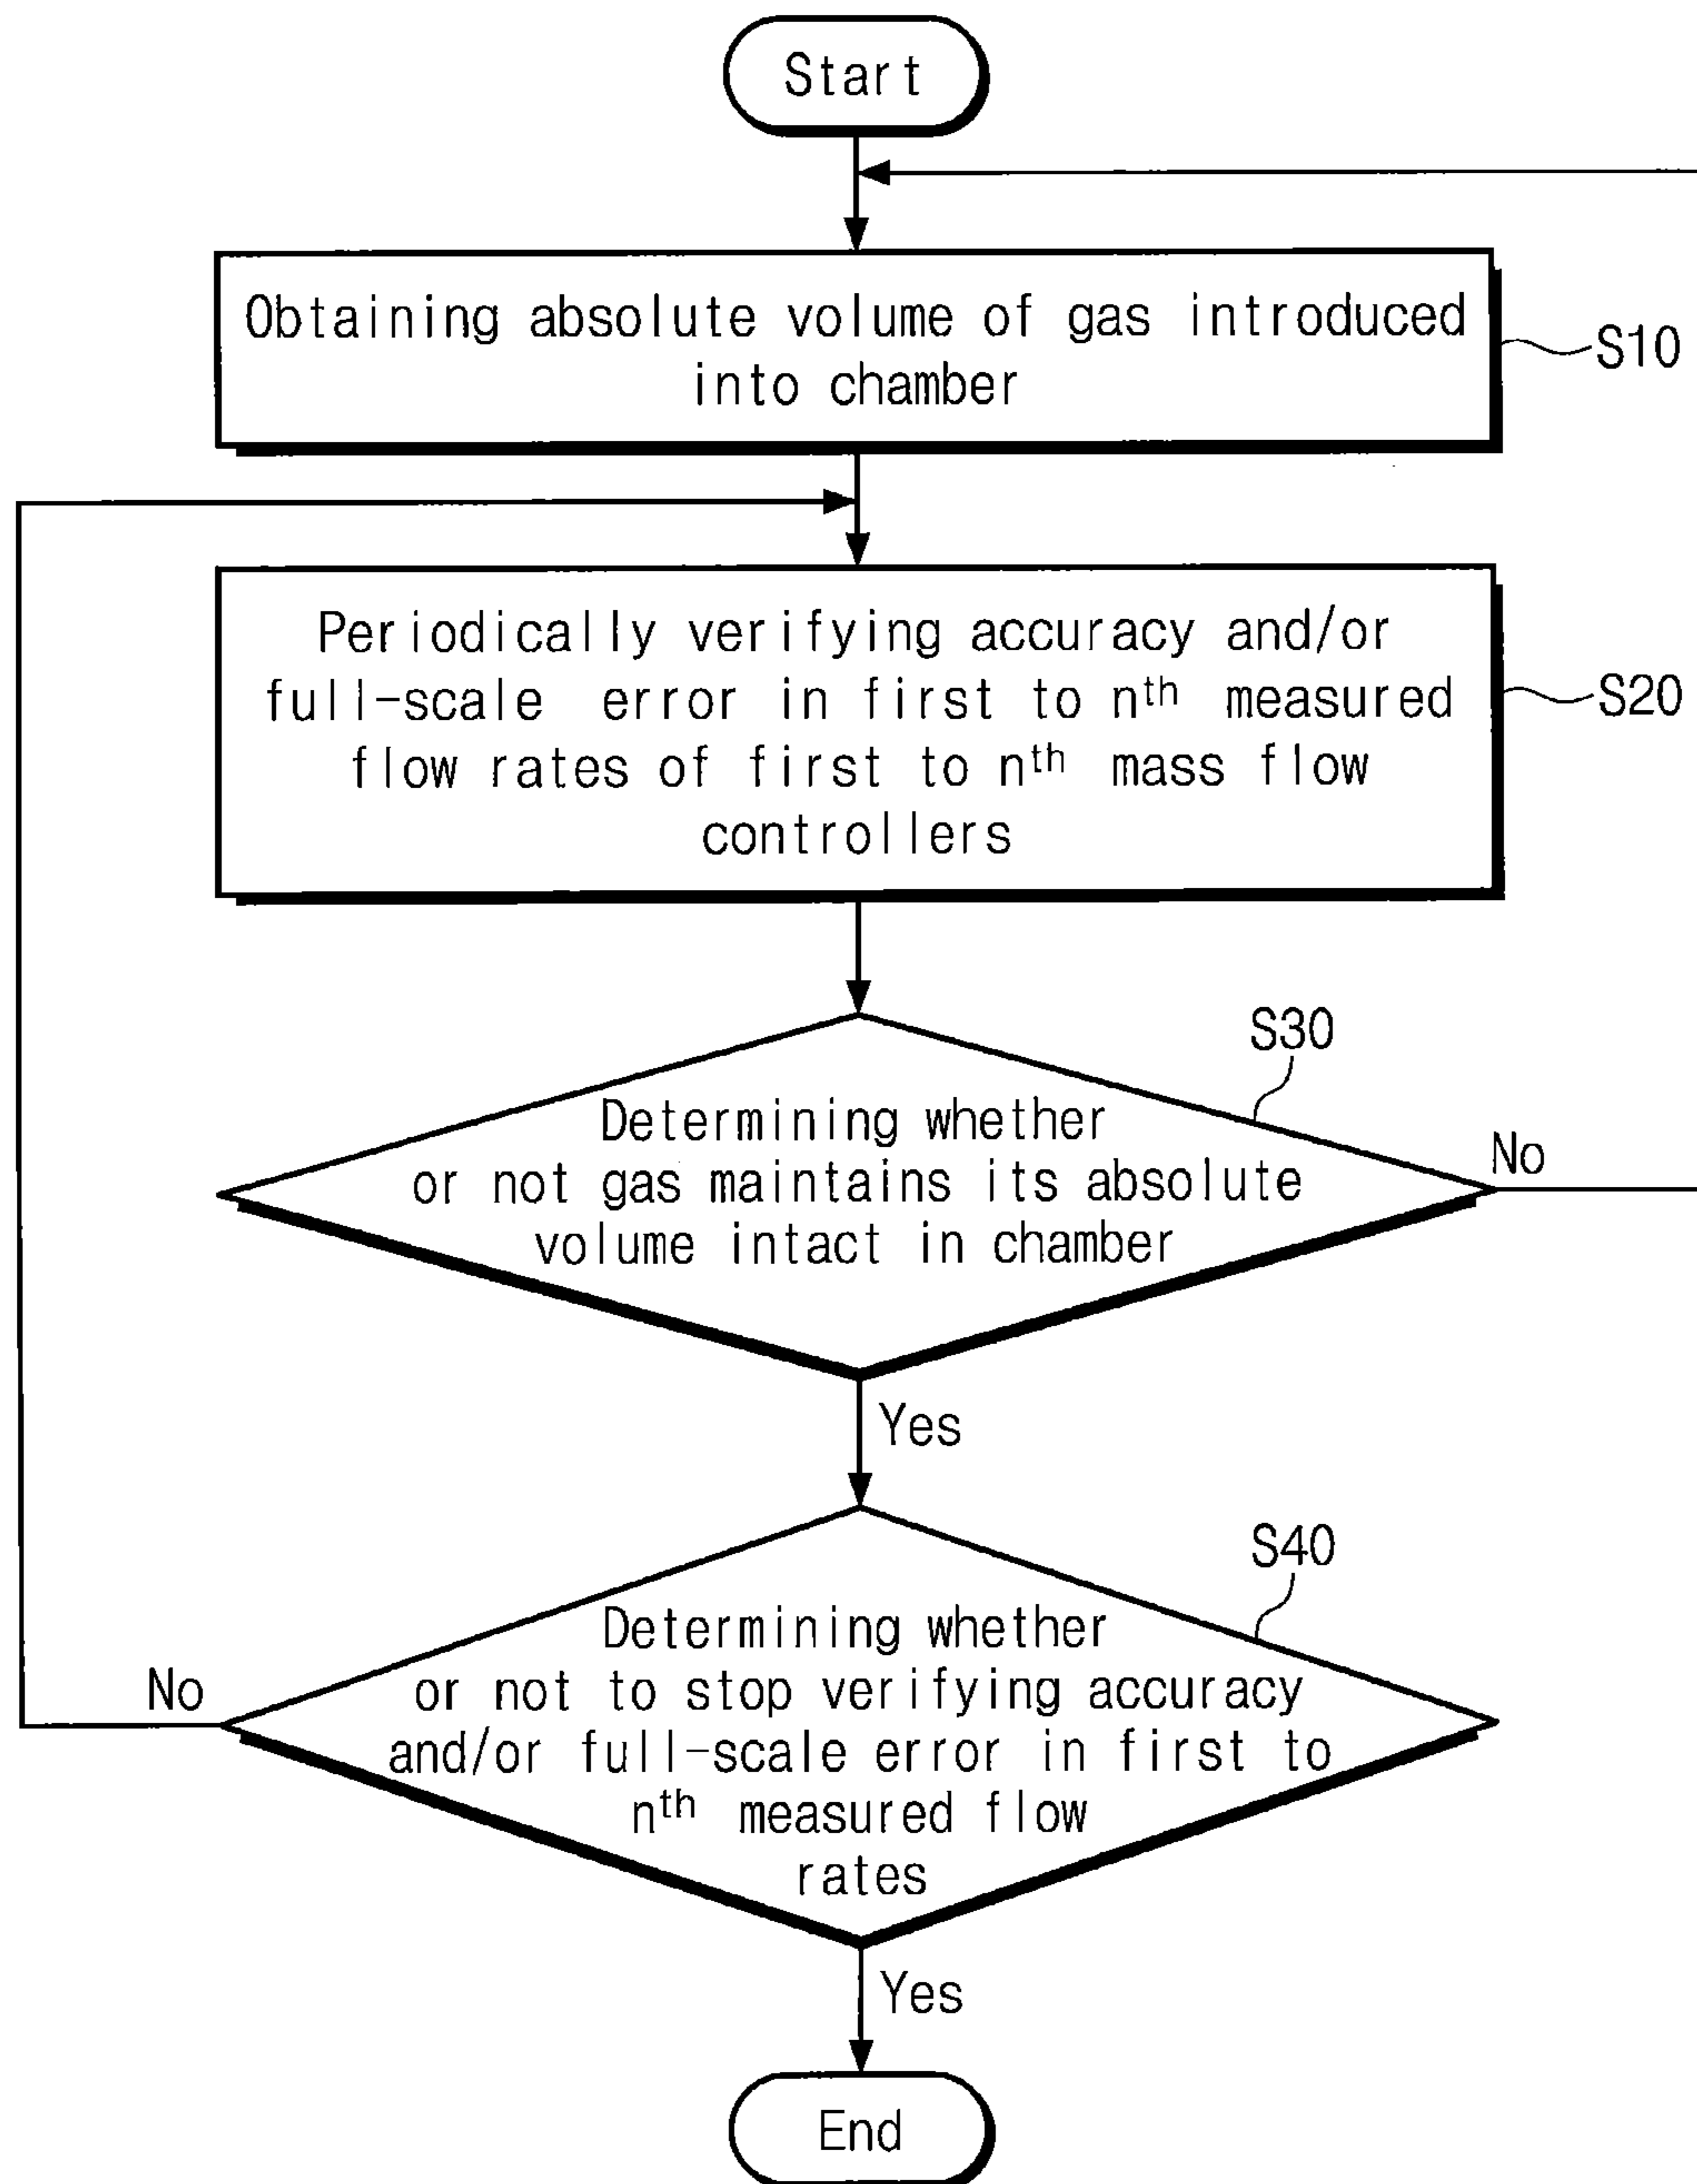 Start
Obtaining absolute volume of gas introduced
into chamber
S10
Periodically verifying accuracy and/or
full-scale error in first to nth measured
flow rates of first to nth mass flow
controllers
S20
S30
Determining whether
or not gas maintains its absolute
volume intact in chamber
No
Yes
S40
Determining whether
or not to stop verifying accuracy
and/or full-scale error in first to
nth measured flow
rates
No
Yes
End